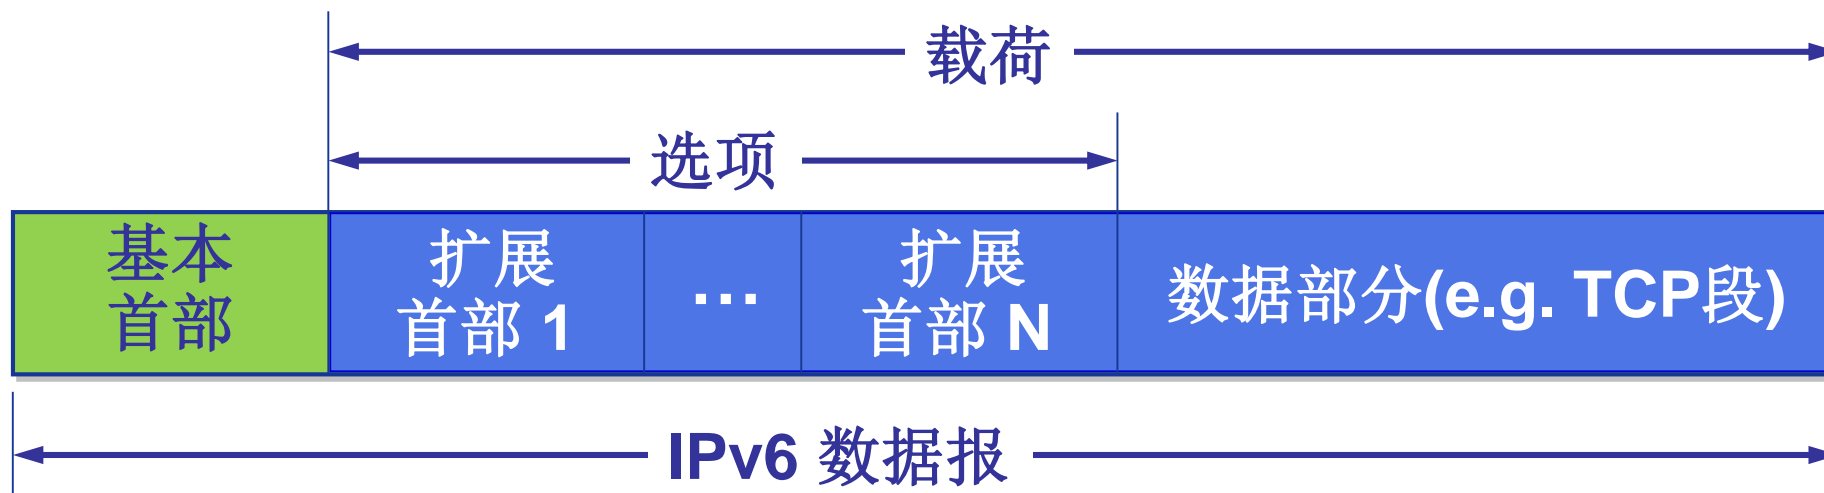 载荷
选项
基本
首部
扩展
首部 1
...
扩展
首部 N
数据部分(e.g. TCP段)
IPv6 数据报